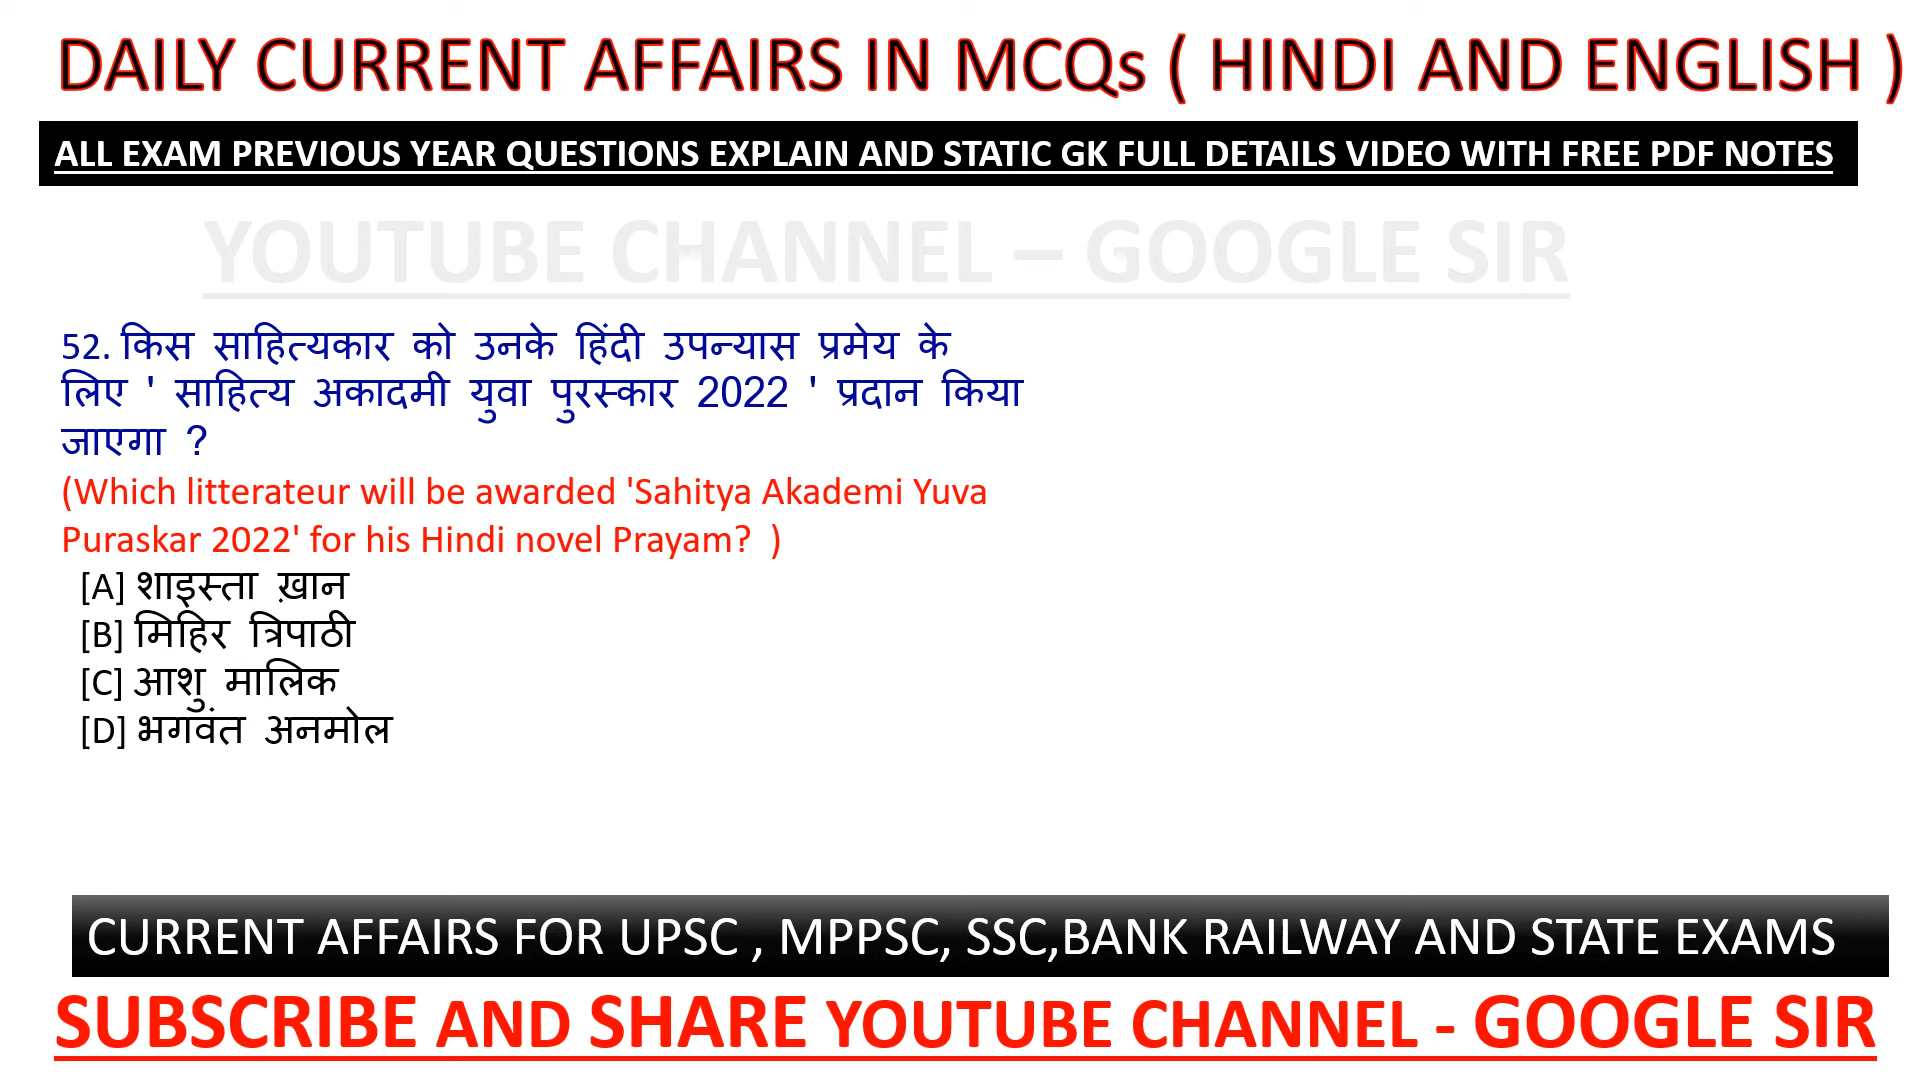 DAILY CURRENT AFFAIRS IN MCQs ( HINDI AND ENGLISH )
ALL EXAM PREVIOUS YEAR QUESTIONS EXPLAIN AND STATIC GK FULL DETAILS VIDEO WITH FREE PDF NOTES
YOUTUBE CHANNEL – GOOGLE SIR
52. किस साहित्यकार को उनके हिंदी उपन्यास प्रमेय के
लिए ' साहित्य अकादमी युवा पुरस्कार 2022 ' प्रदान किया
जाएगा ?
(Which litterateur will be awarded 'Sahitya Akademi Yuva
Puraskar 2022' for his Hindi novel Prayam? )
[A] शाइस्ता ख़ान
[B] मिहिर त्रिपाठी
[C] आशु मालिक
[D] भगवंत अनमोल
CURRENT AFFAIRS FOR UPSC , MPPSC, SSC,BANK RAILWAY AND STATE EXAMS
SUBSCRIBE AND SHARE YOUTUBE CHANNEL - GOOGLE SIR